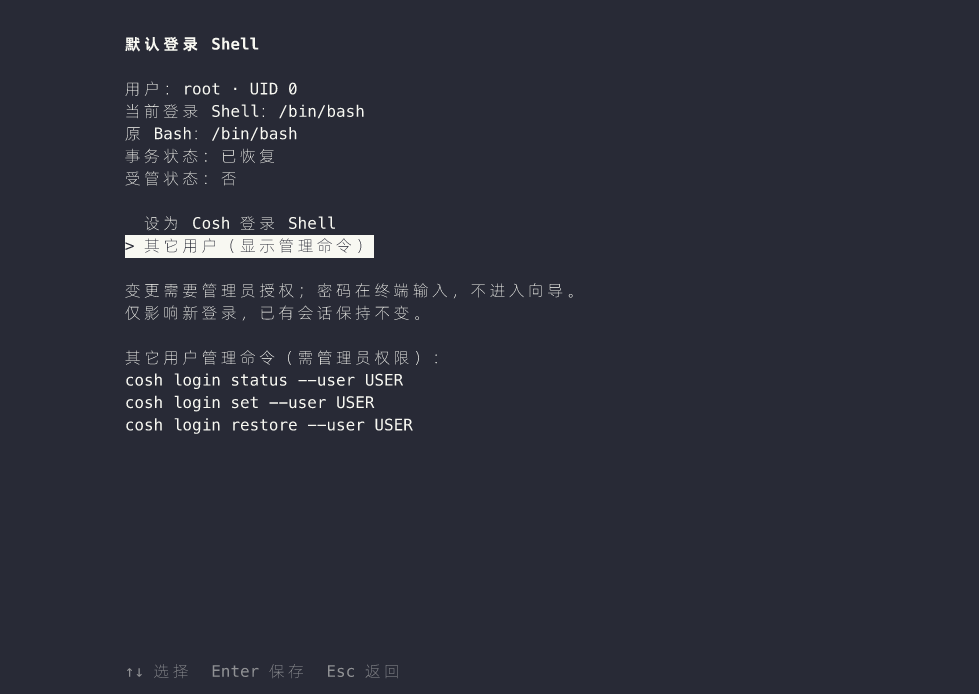 默认登录 Shell
用户: root · UID 0
当前登录 Shell: /bin/bash
原 Bash: /bin/bash
事务状态: 已恢复
受管状态: 否
设为 Cosh 登录 Shell
> 其它用户（显示管理命令）
变更需要管理员授权；密码在终端输入，不进入向导。
仅影响新登录，已有会话保持不变。
其它用户管理命令（需管理员权限）:
cosh login status --user USER
cosh login set --user USER
cosh login restore --user USER
↑↓ 选择  Enter 保存  Esc 返回